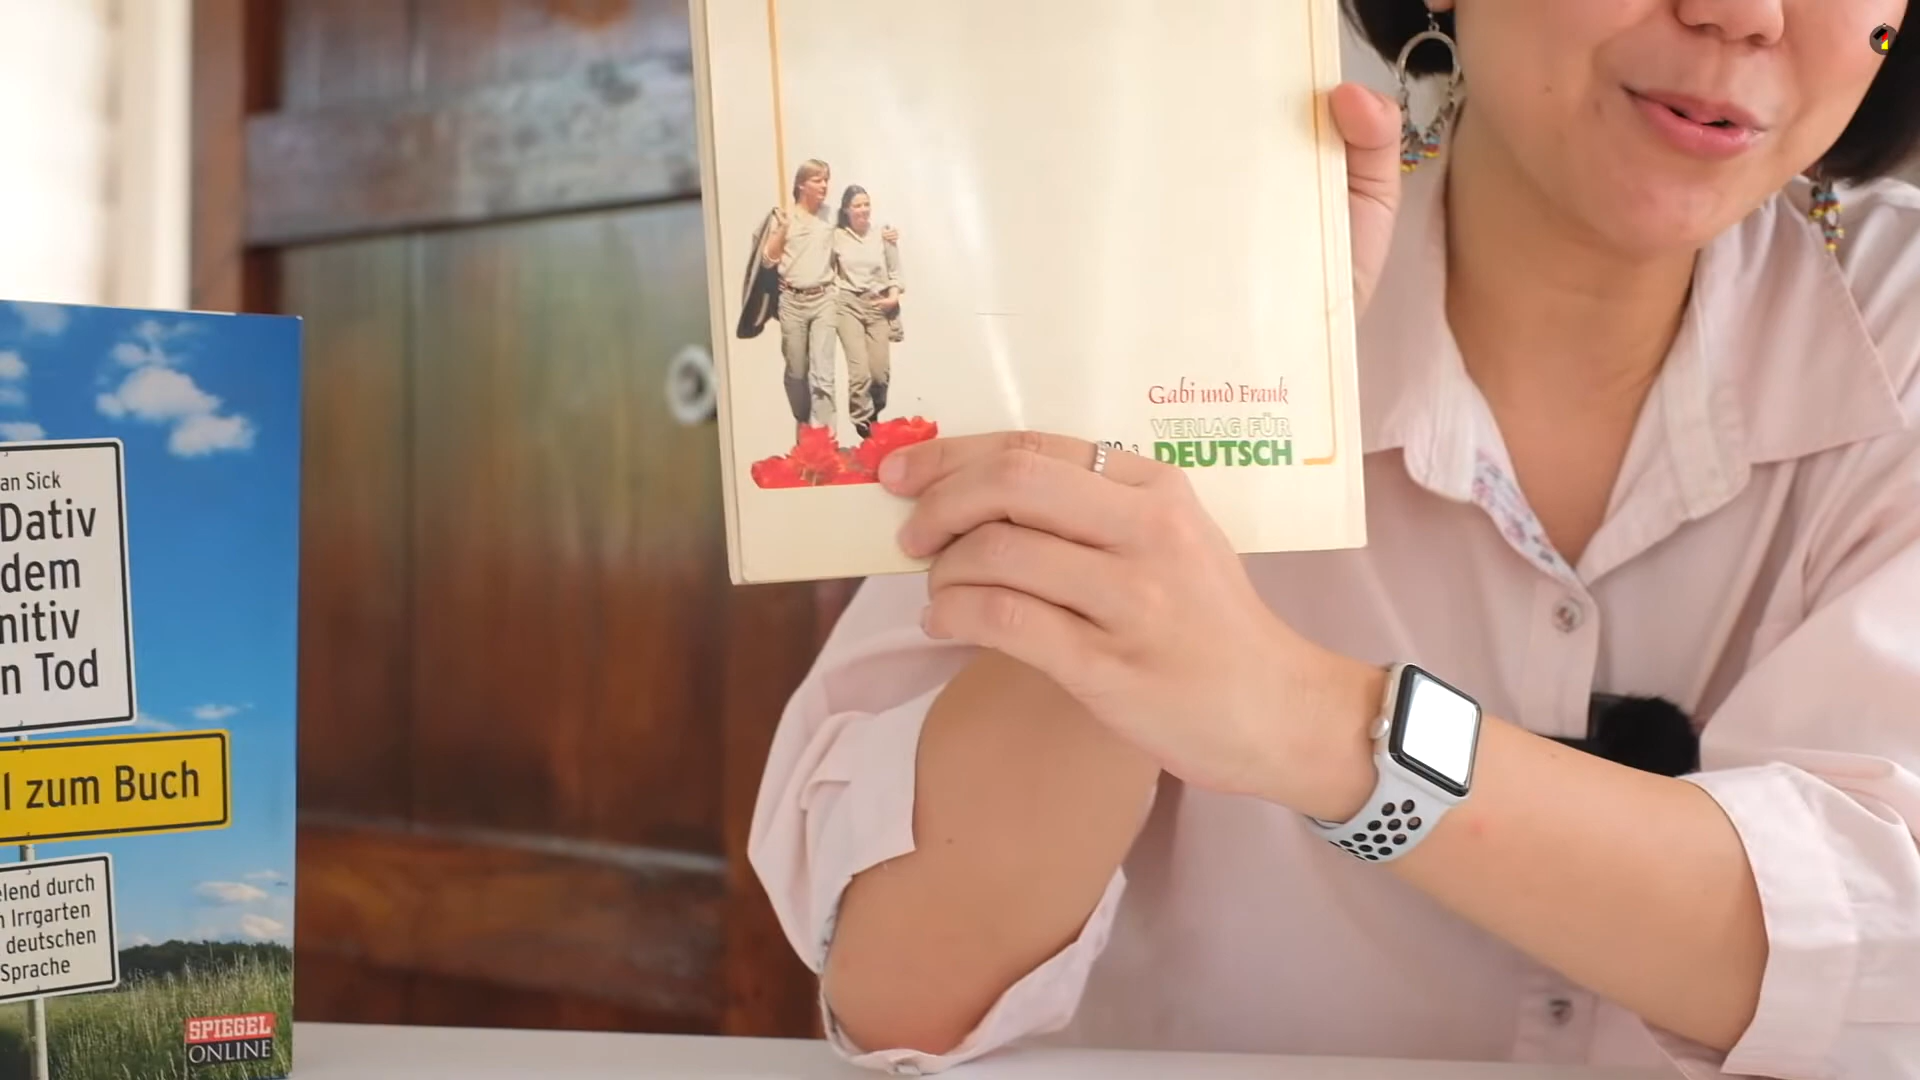 an Sick
Dativ
dem
nitiv
n Tod
l zum Buch
elend durch
n Irrgarten
deutschen
Sprache
SPIEGEL
ONLINE
Gabi und Frank
VERLAG FÜR
DEUTSCH